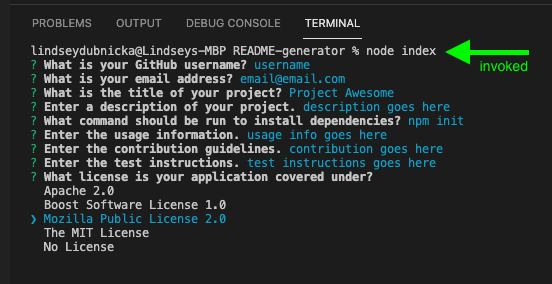 PROBLEMS OUTPUT DEBUG CONSOLE TERMINAL
lindseydubnicka@Lindseys-MBP README-generator % node index
invoked
? What is your GitHub username? username
? What is your email address? email@email.com
? What is the title of your project? Project Awesome
? Enter a description of your project. description goes here
? What command should be run to install dependencies? npm init
? Enter the usage information. usage info goes here
? Enter the contribution guidelines. contribution goes here
? Enter the test instructions. test instructions goes here
? What license is your application covered under?
Apache 2.0
Boost Software License 1.0
❯ Mozilla Public License 2.0
The MIT License
No License